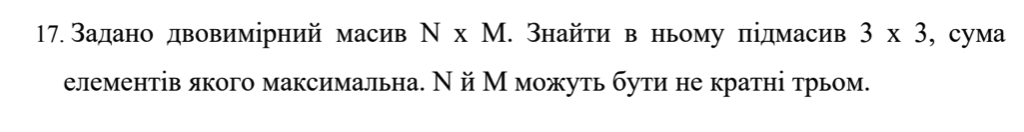 17. Задано двовимірний масив N x M. Знайти в ньому підмасив 3 x 3, сума
елементів якого максимальна. N й M можуть бути не кратні трьом.